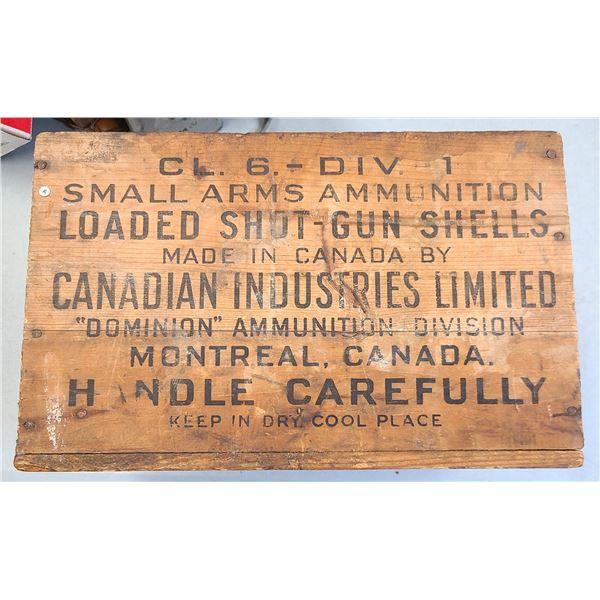 CL. 6.-DIV. 1
SMALL ARMS AMMUNITION
LOADED SHOT-GUN SHELLS
MADE IN CANADA BY
CANADIAN INDUSTRIES LIMITED
"DOMINION" AMMUNITION DIVISION
MONTREAL, CANADA.
HANDLE CAREFULLY
KEEP IN DRY, COOL PLACE